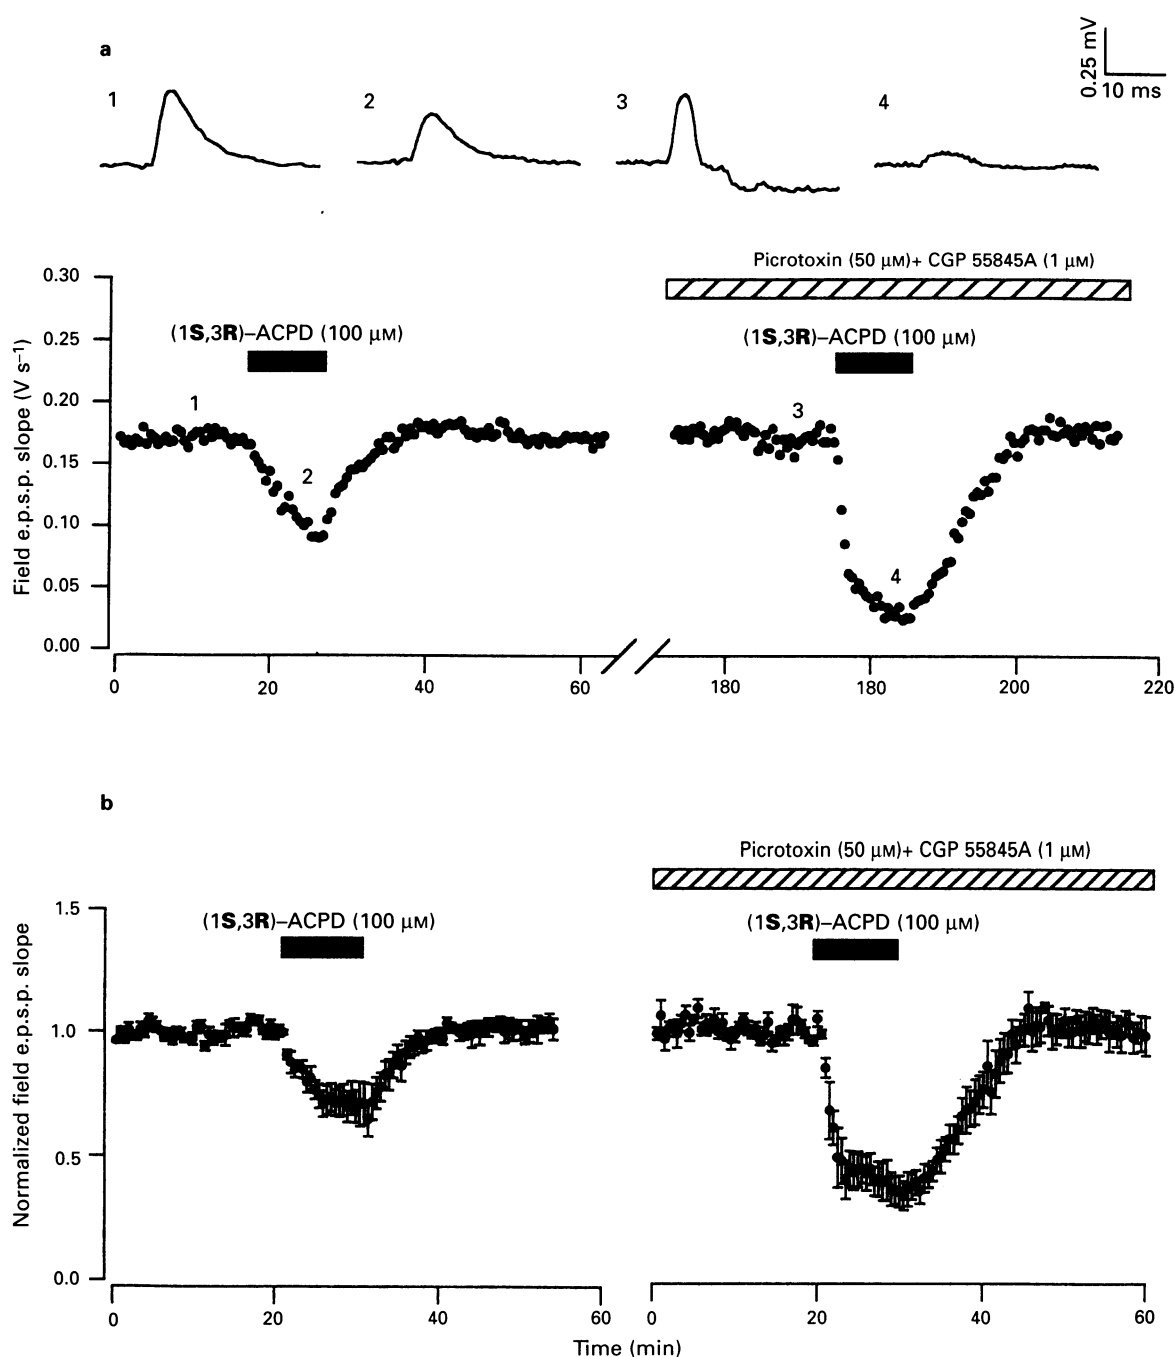 a
1
2
3
4
0.25 mV
10 ms
Picrotoxin (50 µM)+ CGP 55845A (1 µM)
(1S,3R)–ACPD (100 µM)
(1S,3R)–ACPD (100 µM)
Field e.p.s.p. slope (V s⁻¹)
0.30
0.25
0.20
0.15
0.10
0.05
0.00
1
2
3
4
0
20
40
60
180
180
200
220
b
Picrotoxin (50 µM)+ CGP 55845A (1 µM)
(1S,3R)–ACPD (100 µM)
(1S,3R)–ACPD (100 µM)
Normalized field e.p.s.p. slope
1.5
1.0
0.5
0.0
0
20
40
60
0
20
40
60
Time (min)